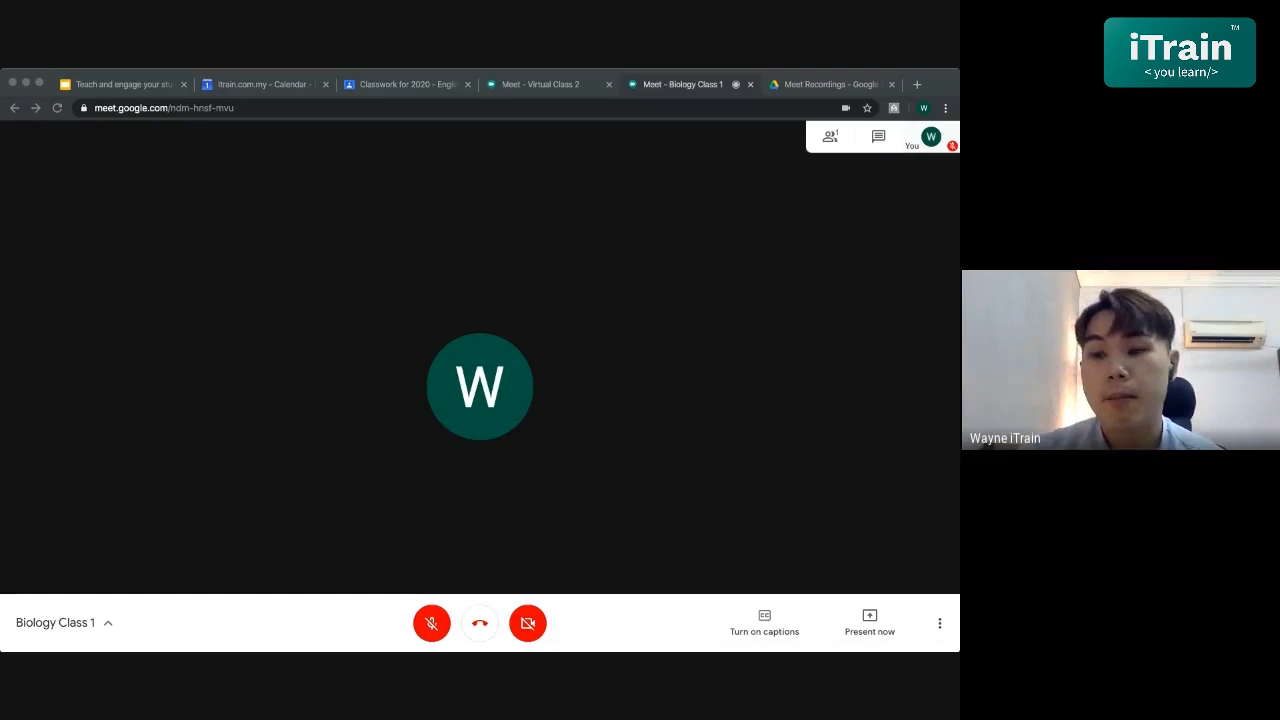 iTrain™
< you learn/>
Teach and engage your stu
itrain.com.my - Calendar -
Classwork for 2020 - Engli
Meet - Virtual Class 2
Meet - Biology Class 1
Meet Recordings - Google
meet.google.com/ndm-hnsf-mvu
W
1
You
W
W
Wayne iTrain
Biology Class 1
Turn on captions
Present now